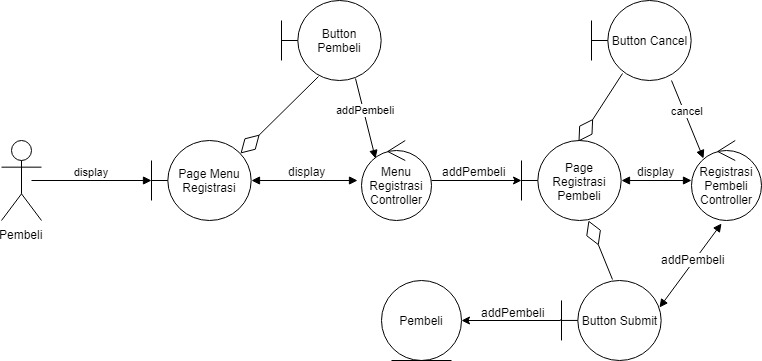 Button
Pembeli
Button Cancel
addPembeli
cancel
display
Page Menu
Registrasi
display
Menu
Registrasi
Controller
addPembeli
Page
Registrasi
Pembeli
display
Registrasi
Pembeli
Controller
Pembeli
addPembeli
Pembeli
addPembeli
Button Submit